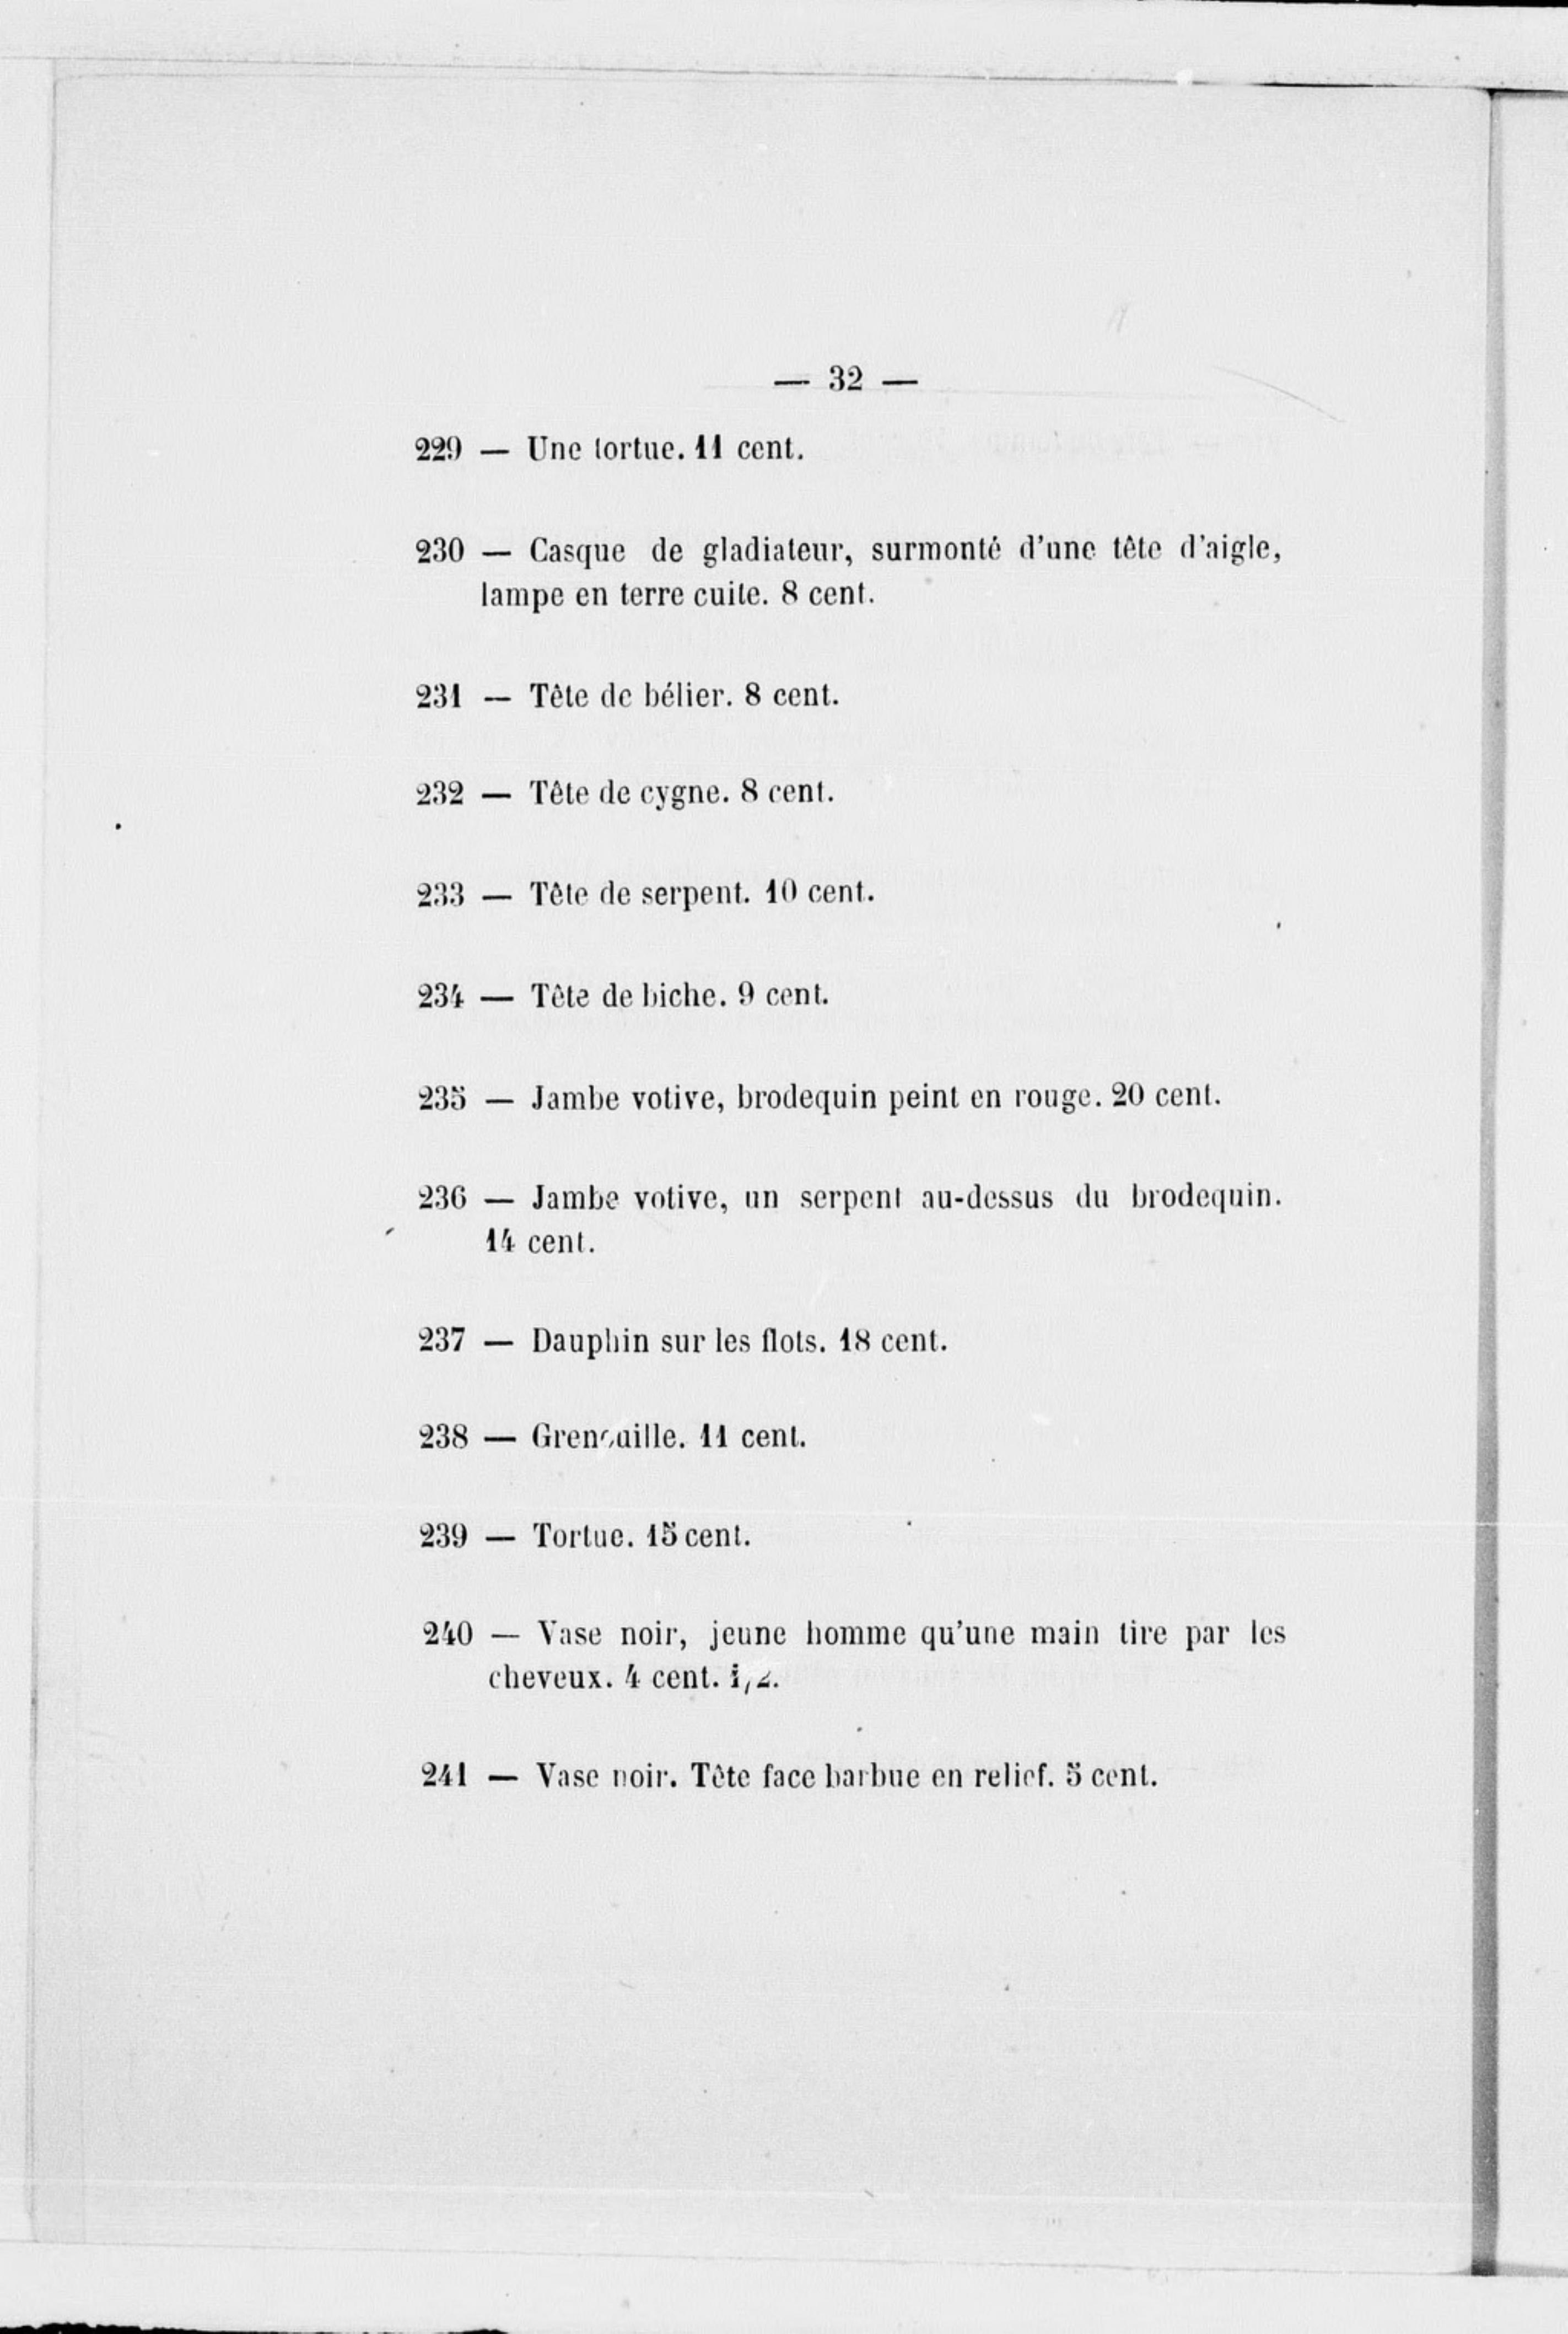 — 32 —
229 — Une tortue. 11 cent.
230 — Casque de gladiateur, surmonté d'une tête d'aigle,
lampe en terre cuite. 8 cent.
231 — Tête de bélier. 8 cent.
232 — Tête de cygne. 8 cent.
233 — Tête de serpent. 10 cent.
234 — Tête de biche. 9 cent.
235 — Jambe votive, brodequin peint en rouge. 20 cent.
236 — Jambe votive, un serpent au-dessus du brodequin.
14 cent.
237 — Dauphin sur les flots. 18 cent.
238 — Grenouille. 11 cent.
239 — Tortue. 15 cent.
240 — Vase noir, jeune homme qu'une main tire par les
cheveux. 4 cent. 1/2.
241 — Vase noir. Tête face barbue en relief. 5 cent.